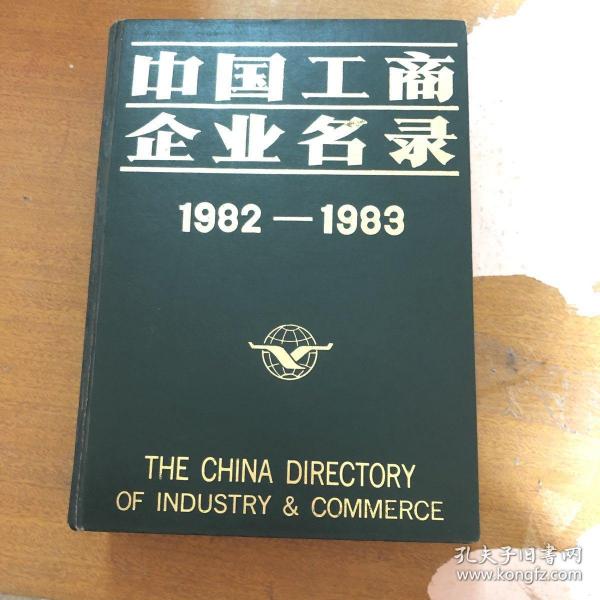 中国工商
企业名录
1982—1983
THE CHINA DIRECTORY
OF INDUSTRY & COMMERCE
孔夫子旧书网
www.kongfz.com